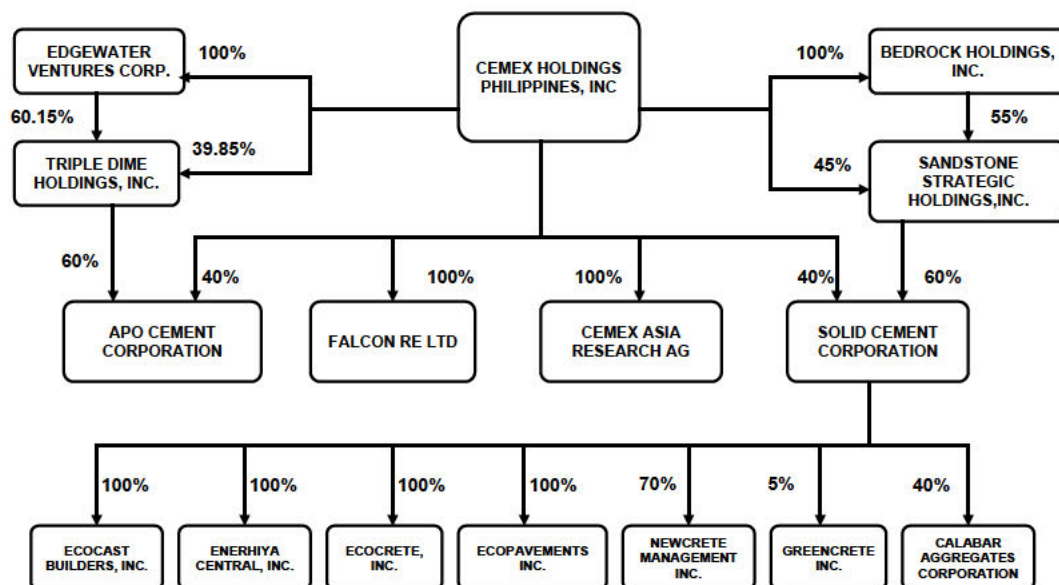 EDGEWATER
VENTURES CORP.
100%
CEMEX HOLDINGS
PHILIPPINES, INC
100%
BEDROCK HOLDINGS,
INC.
60.15%
55%
TRIPLE DIME
HOLDINGS, INC.
39.85%
45%
SANDSTONE
STRATEGIC
HOLDINGS,INC.
60%
40%
100%
100%
40%
60%
APO CEMENT
CORPORATION
FALCON RE LTD
CEMEX ASIA
RESEARCH AG
SOLID CEMENT
CORPORATION
100%
100%
100%
100%
70%
5%
40%
ECOCAST
BUILDERS, INC.
ENERHIYA
CENTRAL, INC.
ECOCRETE,
INC.
ECOPAVEMENTS
INC.
NEWCRETE
MANAGEMENT
INC.
GREENCRETE
INC.
CALABAR
AGGREGATES
CORPORATION